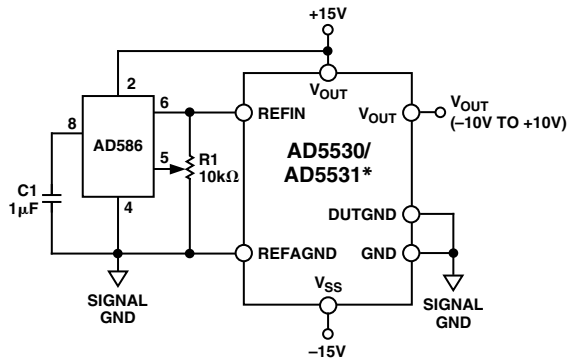 +15V
2
V_OUT
8
6
REFIN
V_OUT
V_OUT
(–10V TO +10V)
AD586
5
R1
10kΩ
AD5530/
AD5531*
C1
1µF
4
DUTGND
REFAGND
GND
SIGNAL
GND
V_SS
SIGNAL
GND
–15V